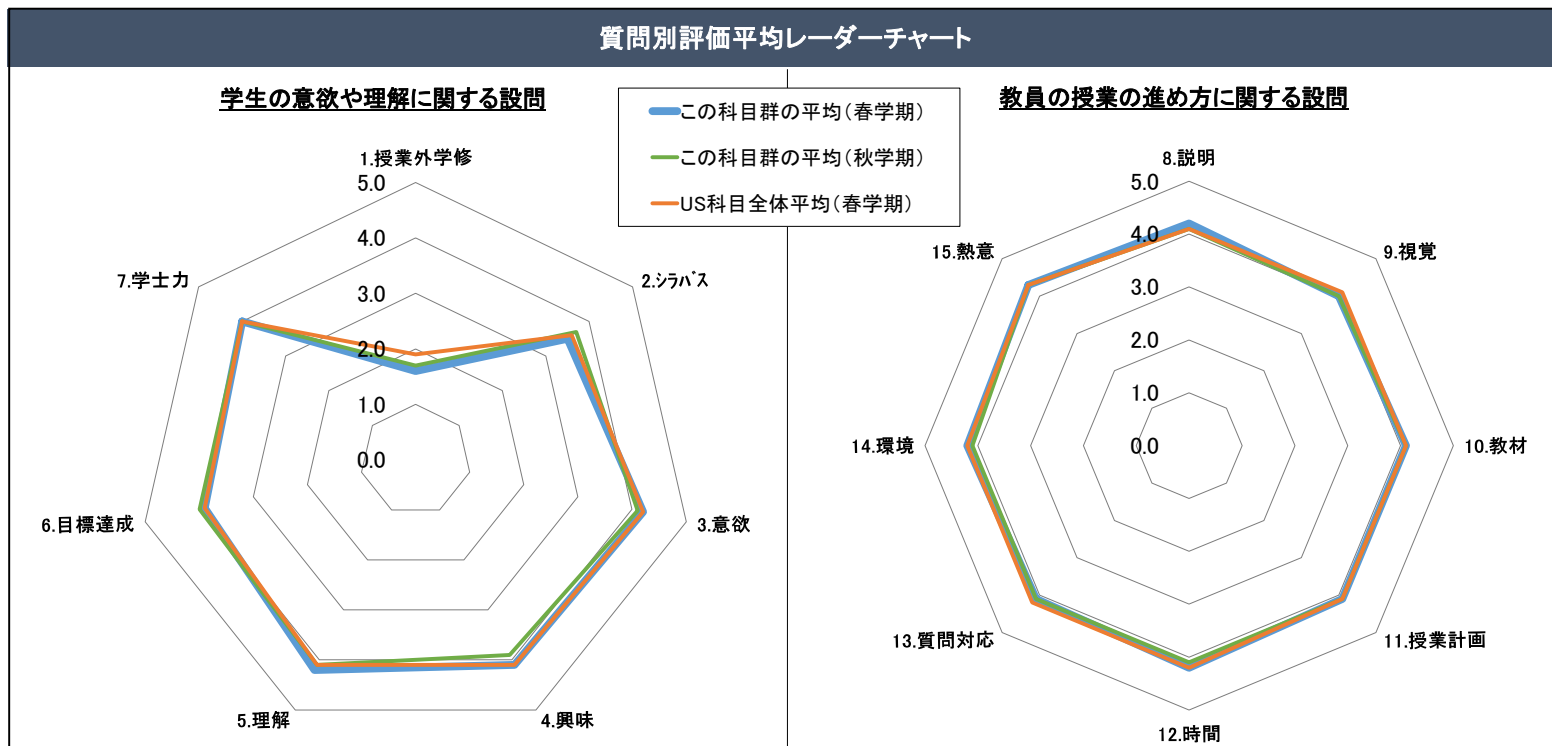 質問別評価平均レーダーチャート
学生の意欲や理解に関する設問
1.授業外学修
2.ｼﾗﾊﾞｽ
3.意欲
4.興味
5.理解
6.目標達成
7.学士力
5.0
4.0
3.0
2.0
1.0
0.0
この科目群の平均（春学期）
この科目群の平均（秋学期）
US科目全体平均（春学期）
教員の授業の進め方に関する設問
8.説明
9.視覚
10.教材
11.授業計画
12.時間
13.質問対応
14.環境
15.熱意
5.0
4.0
3.0
2.0
1.0
0.0